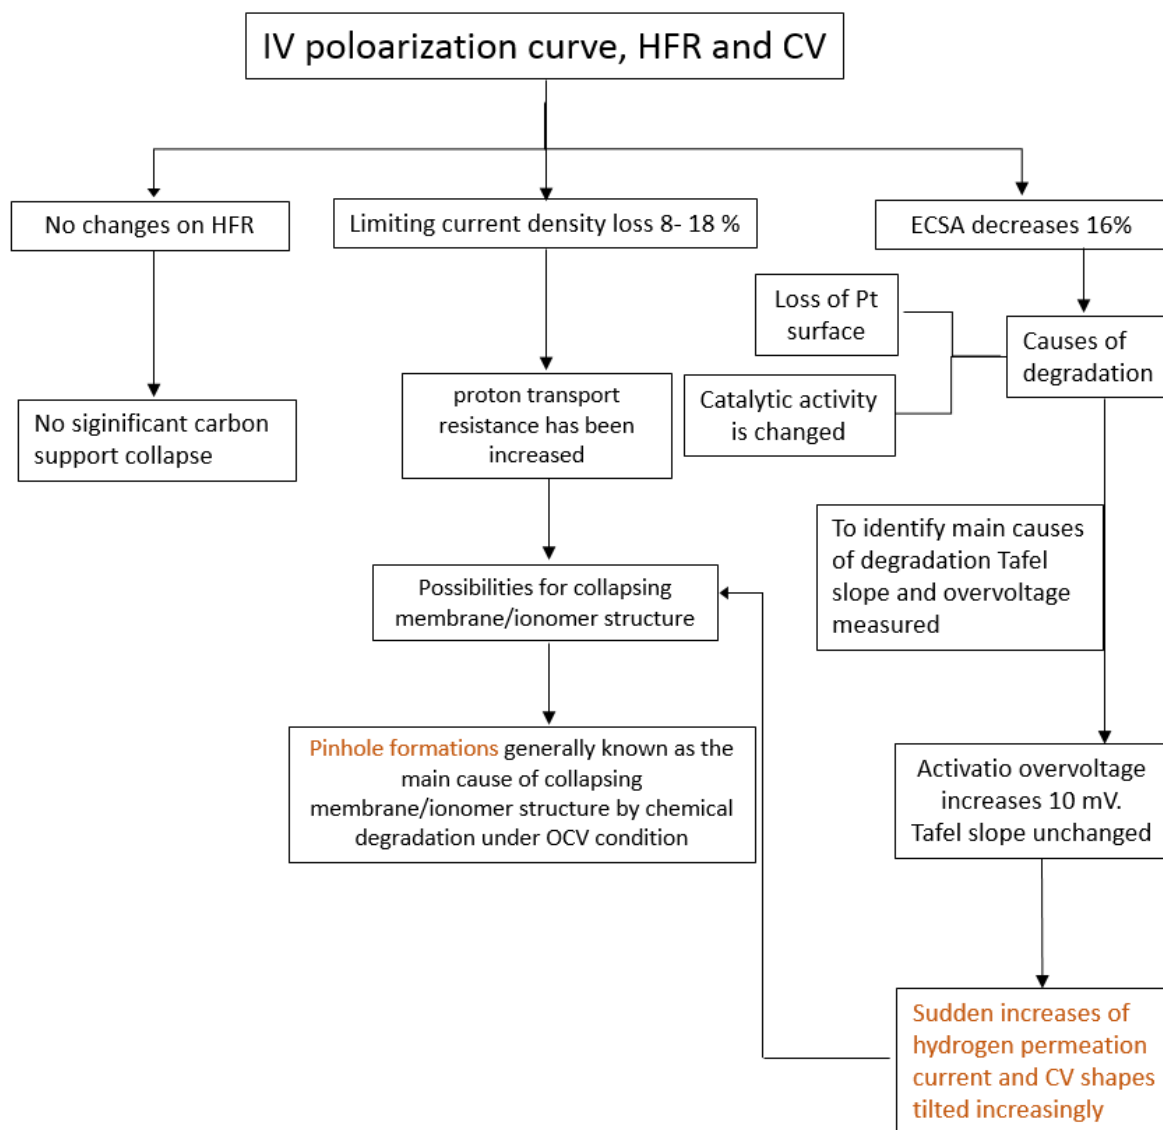 IV poloarization curve, HFR and CV
No changes on HFR
Limiting current density loss 8- 18 %
ECSA decreases 16%
Loss of Pt
surface
Causes of
degradation
Catalytic activity
is changed
proton transport
resistance has been
increased
No siginificant carbon
support collapse
To identify main causes
of degradation Tafel
slope and overvoltage
measured
Possibilities for collapsing
membrane/ionomer structure
Pinhole formations generally known as the
main cause of collapsing
membrane/ionomer structure by chemical
degradation under OCV condition
Activatio overvoltage
increases 10 mV.
Tafel slope unchanged
Sudden increases of
hydrogen permeation
current and CV shapes
tilted increasingly